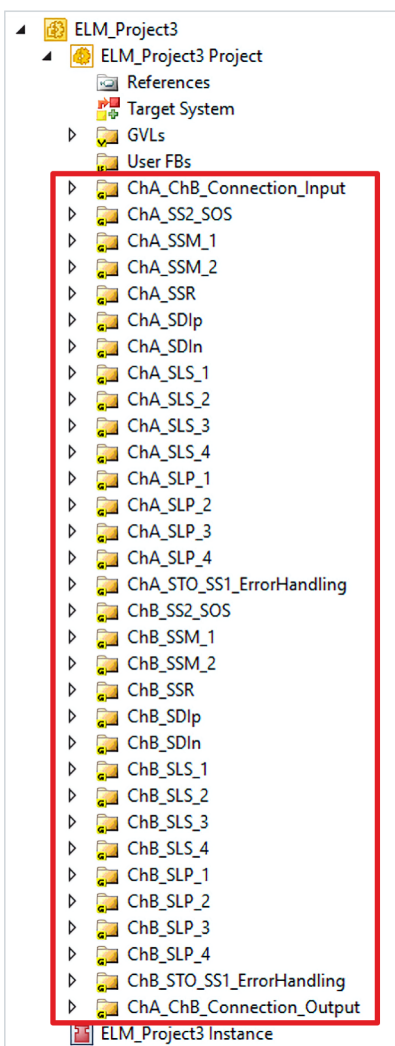 ELM_Project3
ELM_Project3 Project
References
Target System
GVLs
User FBs
ChA_ChB_Connection_Input
ChA_SS2_SOS
ChA_SSM_1
ChA_SSM_2
ChA_SSR
ChA_SDIp
ChA_SDIn
ChA_SLS_1
ChA_SLS_2
ChA_SLS_3
ChA_SLS_4
ChA_SLP_1
ChA_SLP_2
ChA_SLP_3
ChA_SLP_4
ChA_STO_SS1_ErrorHandling
ChB_SS2_SOS
ChB_SSM_1
ChB_SSM_2
ChB_SSR
ChB_SDIp
ChB_SDIn
ChB_SLS_1
ChB_SLS_2
ChB_SLS_3
ChB_SLS_4
ChB_SLP_1
ChB_SLP_2
ChB_SLP_3
ChB_SLP_4
ChB_STO_SS1_ErrorHandling
ChA_ChB_Connection_Output
ELM_Project3 Instance